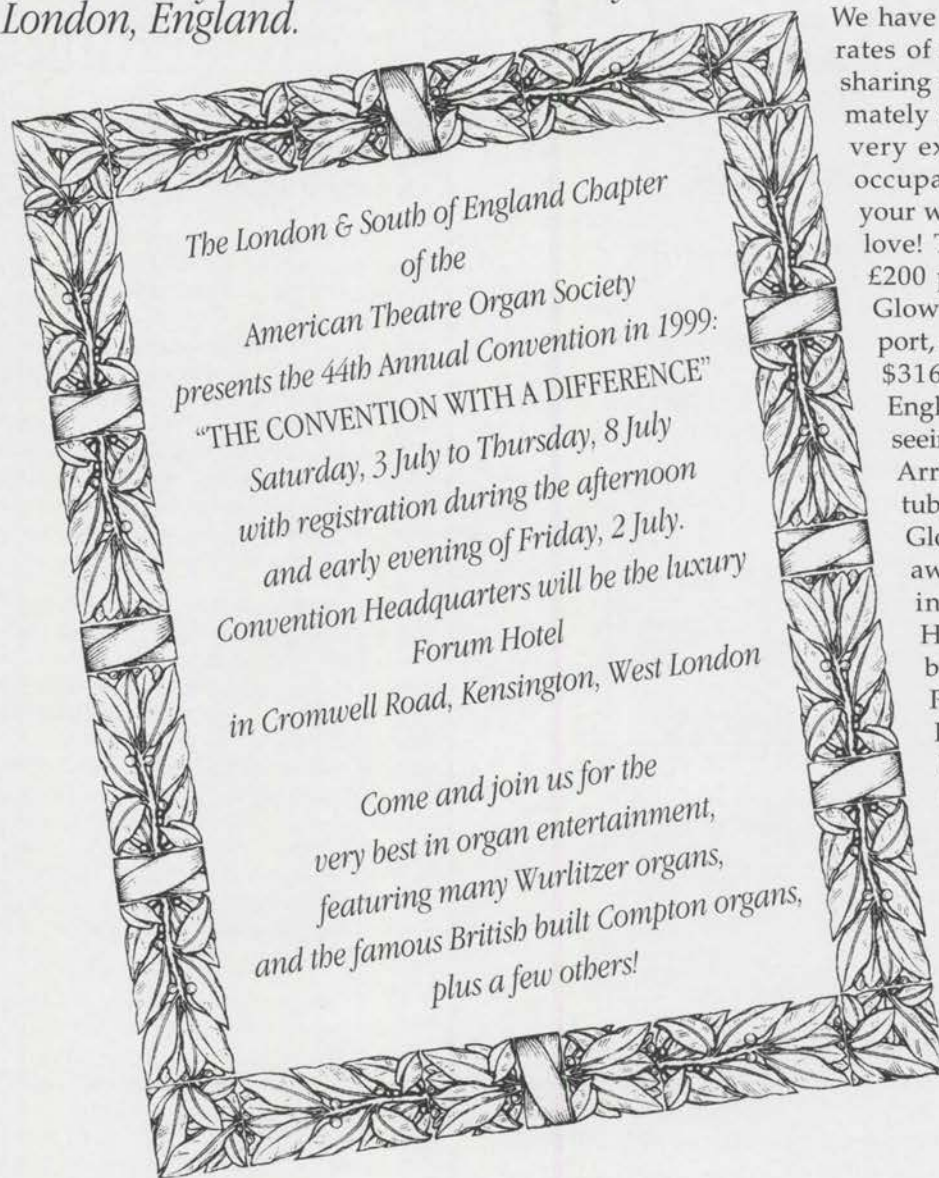 London, England.
The London & South of England Chapter
of the
American Theatre Organ Society
presents the 44th Annual Convention in 1999:
"THE CONVENTION WITH A DIFFERENCE"
Saturday, 3 July to Thursday, 8 July
with registration during the afternoon
and early evening of Friday, 2 July.
Convention Headquarters will be the luxury
Forum Hotel
in Cromwell Road, Kensington, West London
Come and join us for the
very best in organ entertainment,
featuring many Wurlitzer organs,
and the famous British built Compton organs,
plus a few others!
We have
rates of
sharing
mately
very ex
occupa
your w
love! T
£200 p
Glow
port,
$316
Engl
seein
Arr
tub
Glo
aw
in
H
b